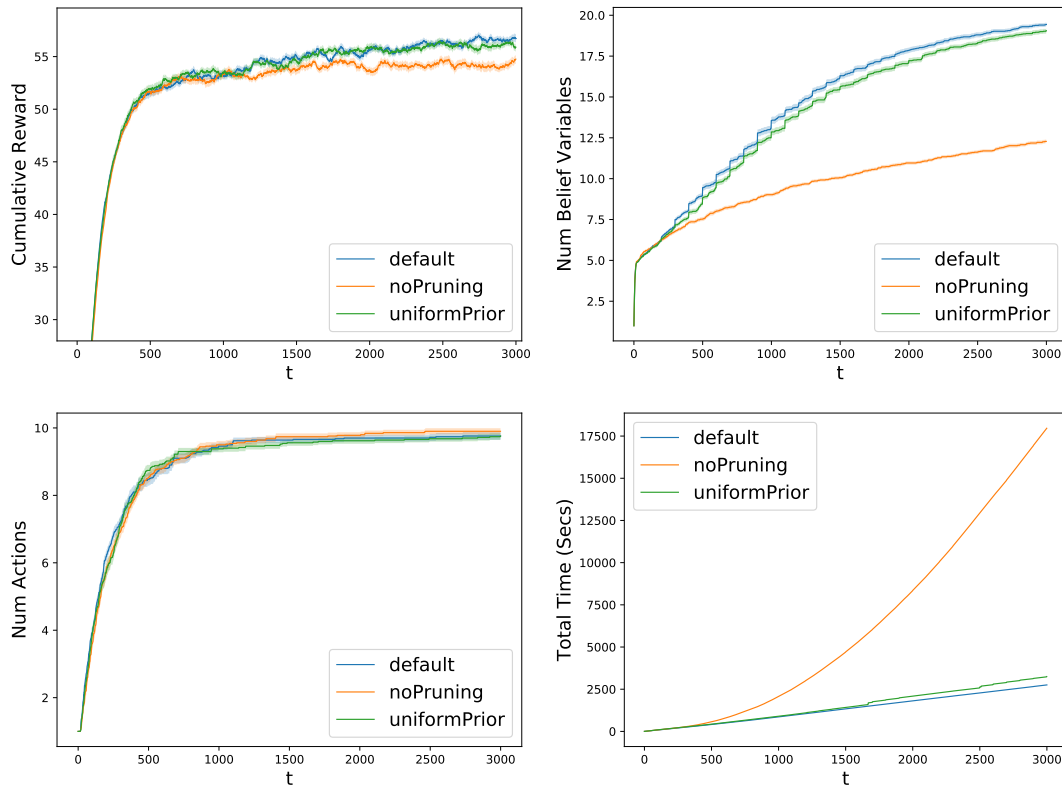 Cumulative Reward
55
50
45
40
35
30
0 500 1000 1500 2000 2500 3000
t
default
noPruning
uniformPrior
Num Belief Variables
20.0
17.5
15.0
12.5
10.0
7.5
5.0
2.5
0 500 1000 1500 2000 2500 3000
t
default
noPruning
uniformPrior
Num Actions
10
8
6
4
2
0 500 1000 1500 2000 2500 3000
t
default
noPruning
uniformPrior
Total Time (Secs)
17500
15000
12500
10000
7500
5000
2500
0
0 500 1000 1500 2000 2500 3000
t
default
noPruning
uniformPrior